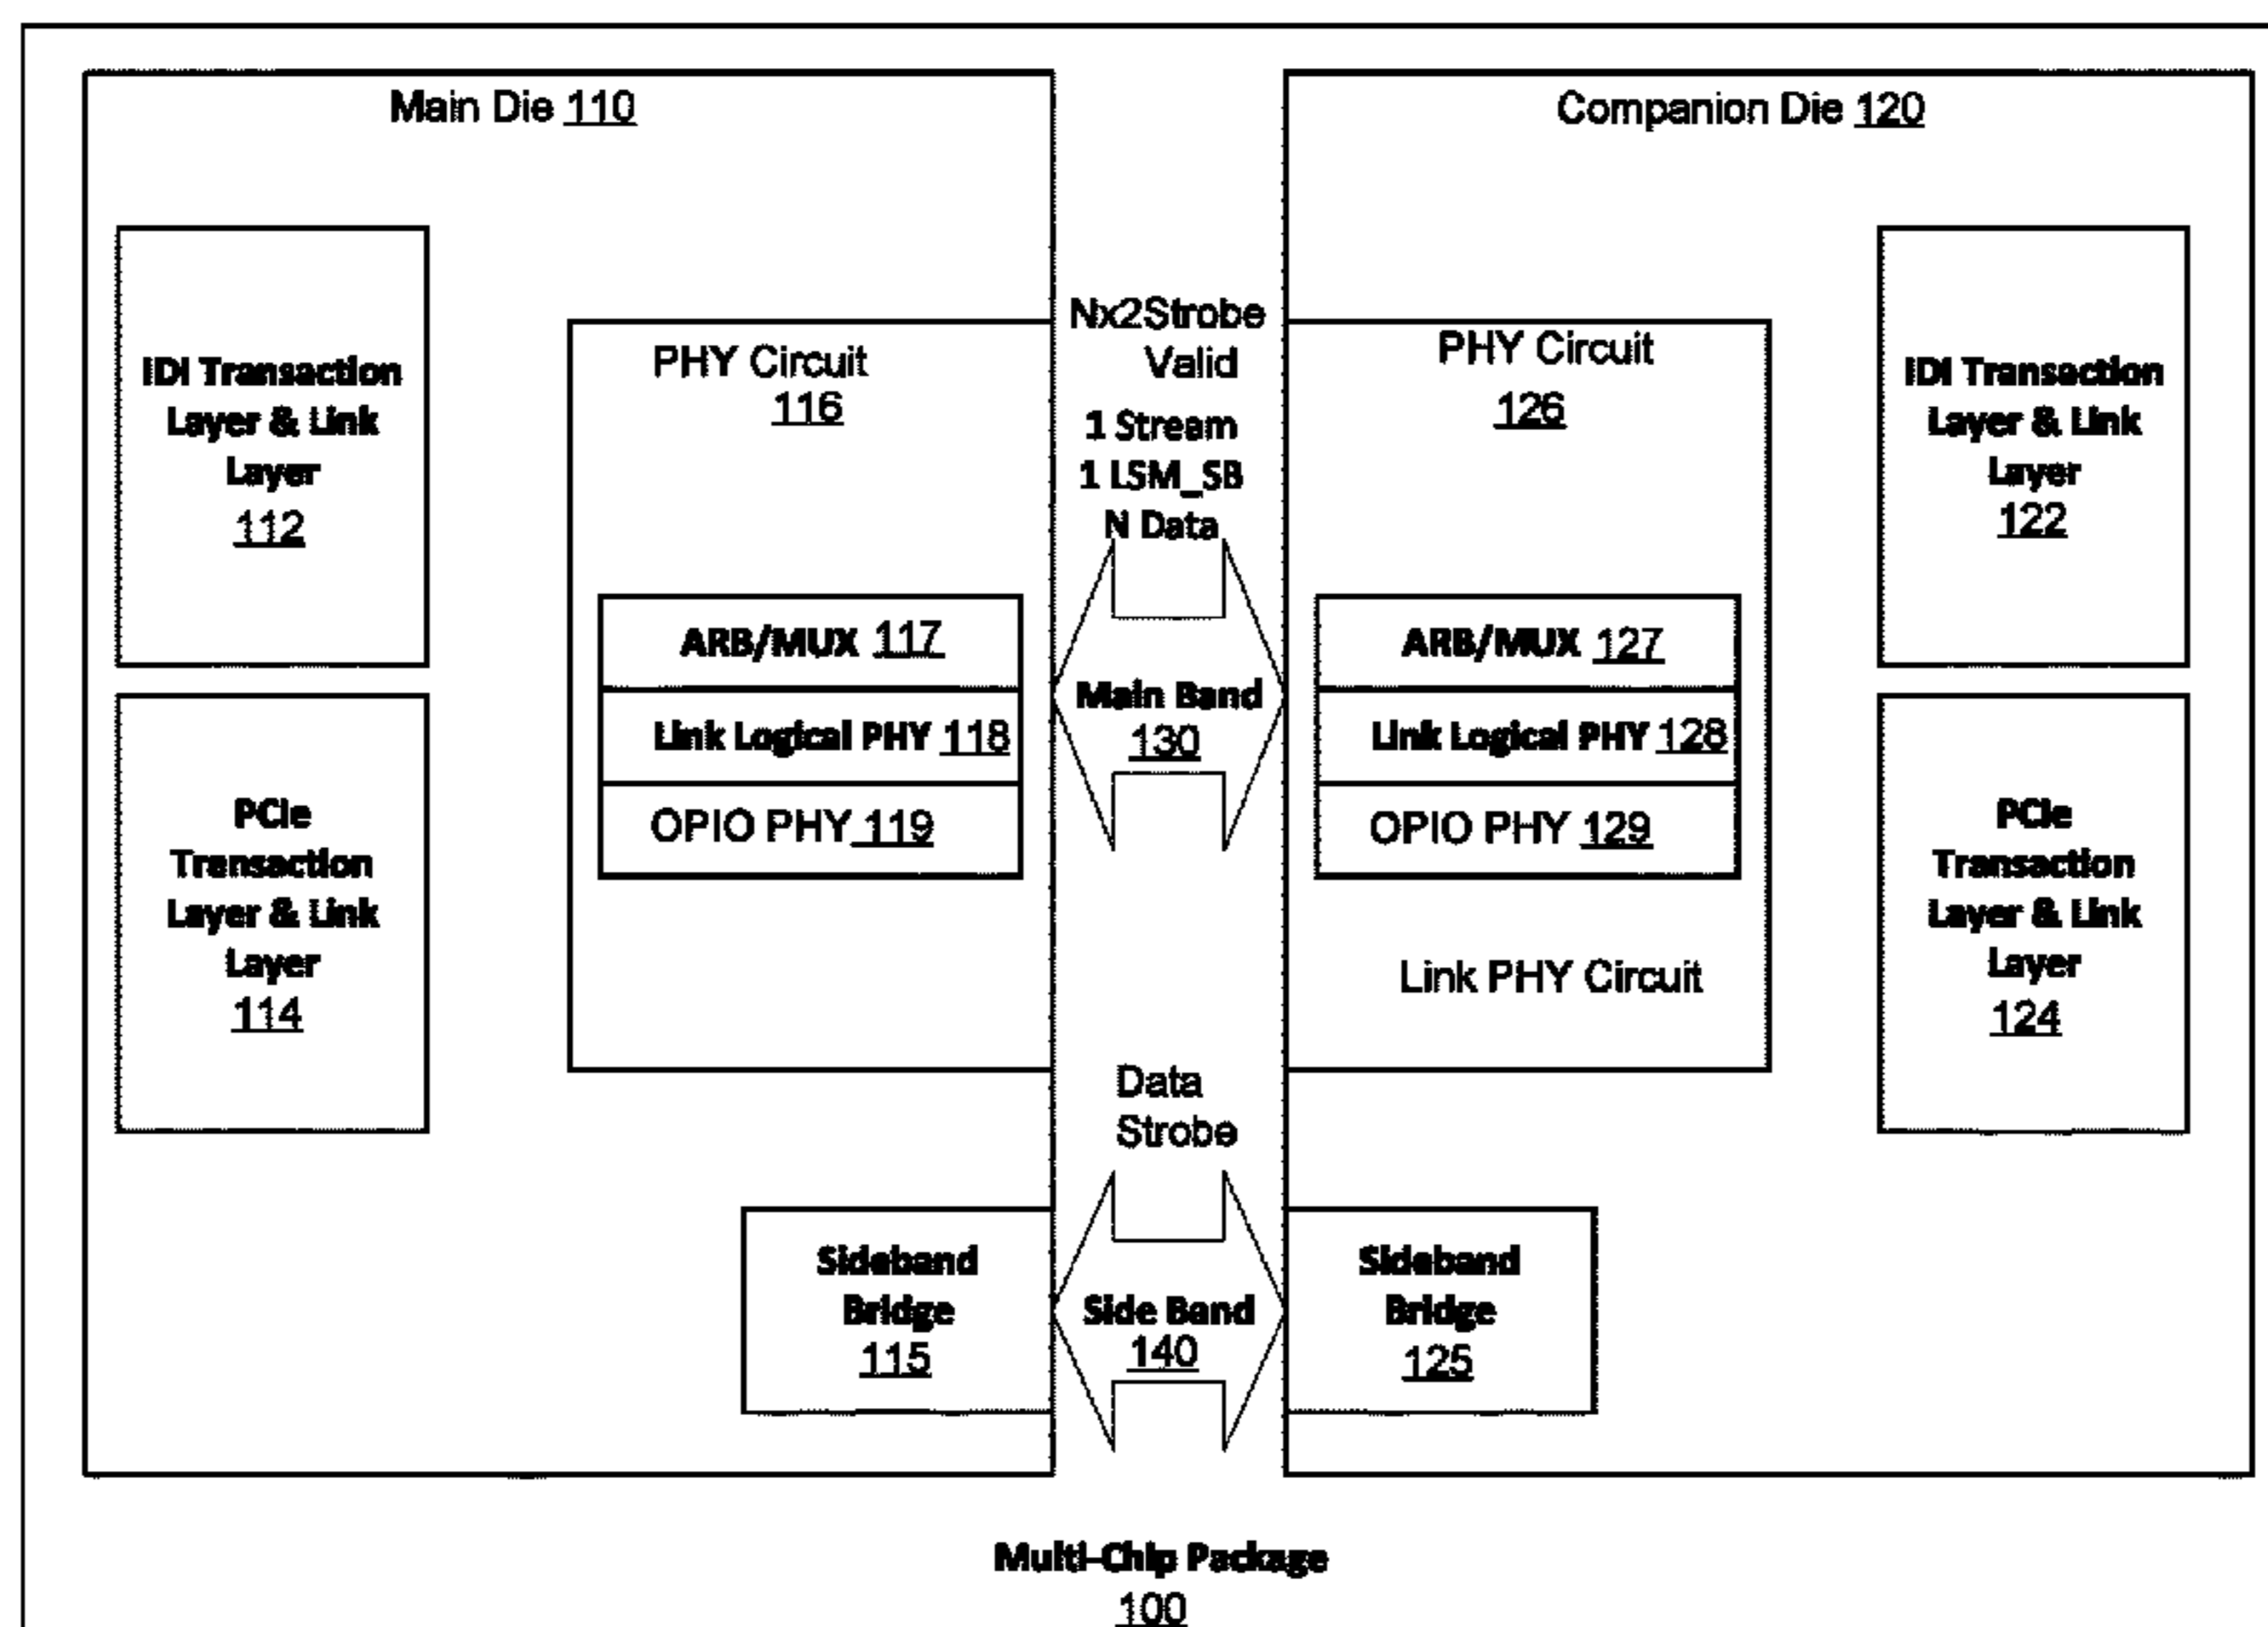 Main Die 110
IDI Transaction
Layer & Link
Layer
112
PCIe
Transaction
Layer & Link
Layer
114
PHY Circuit
116
ARB/MUX 117
Link Logical PHY 118
OPIO PHY 119
Sideband
Bridge
115
Nx2Strobe
Valid
1 Stream
1 LSM_SB
N Data
Main Band
130
Data
Strobe
Side Band
140
Companion Die 120
PHY Circuit
126
ARB/MUX 127
Link Logical PHY 128
OPIO PHY 129
Link PHY Circuit
Sideband
Bridge
125
IDI Transaction
Layer & Link
Layer
122
PCIe
Transaction
Layer & Link
Layer
124
Multi-Chip Package
100